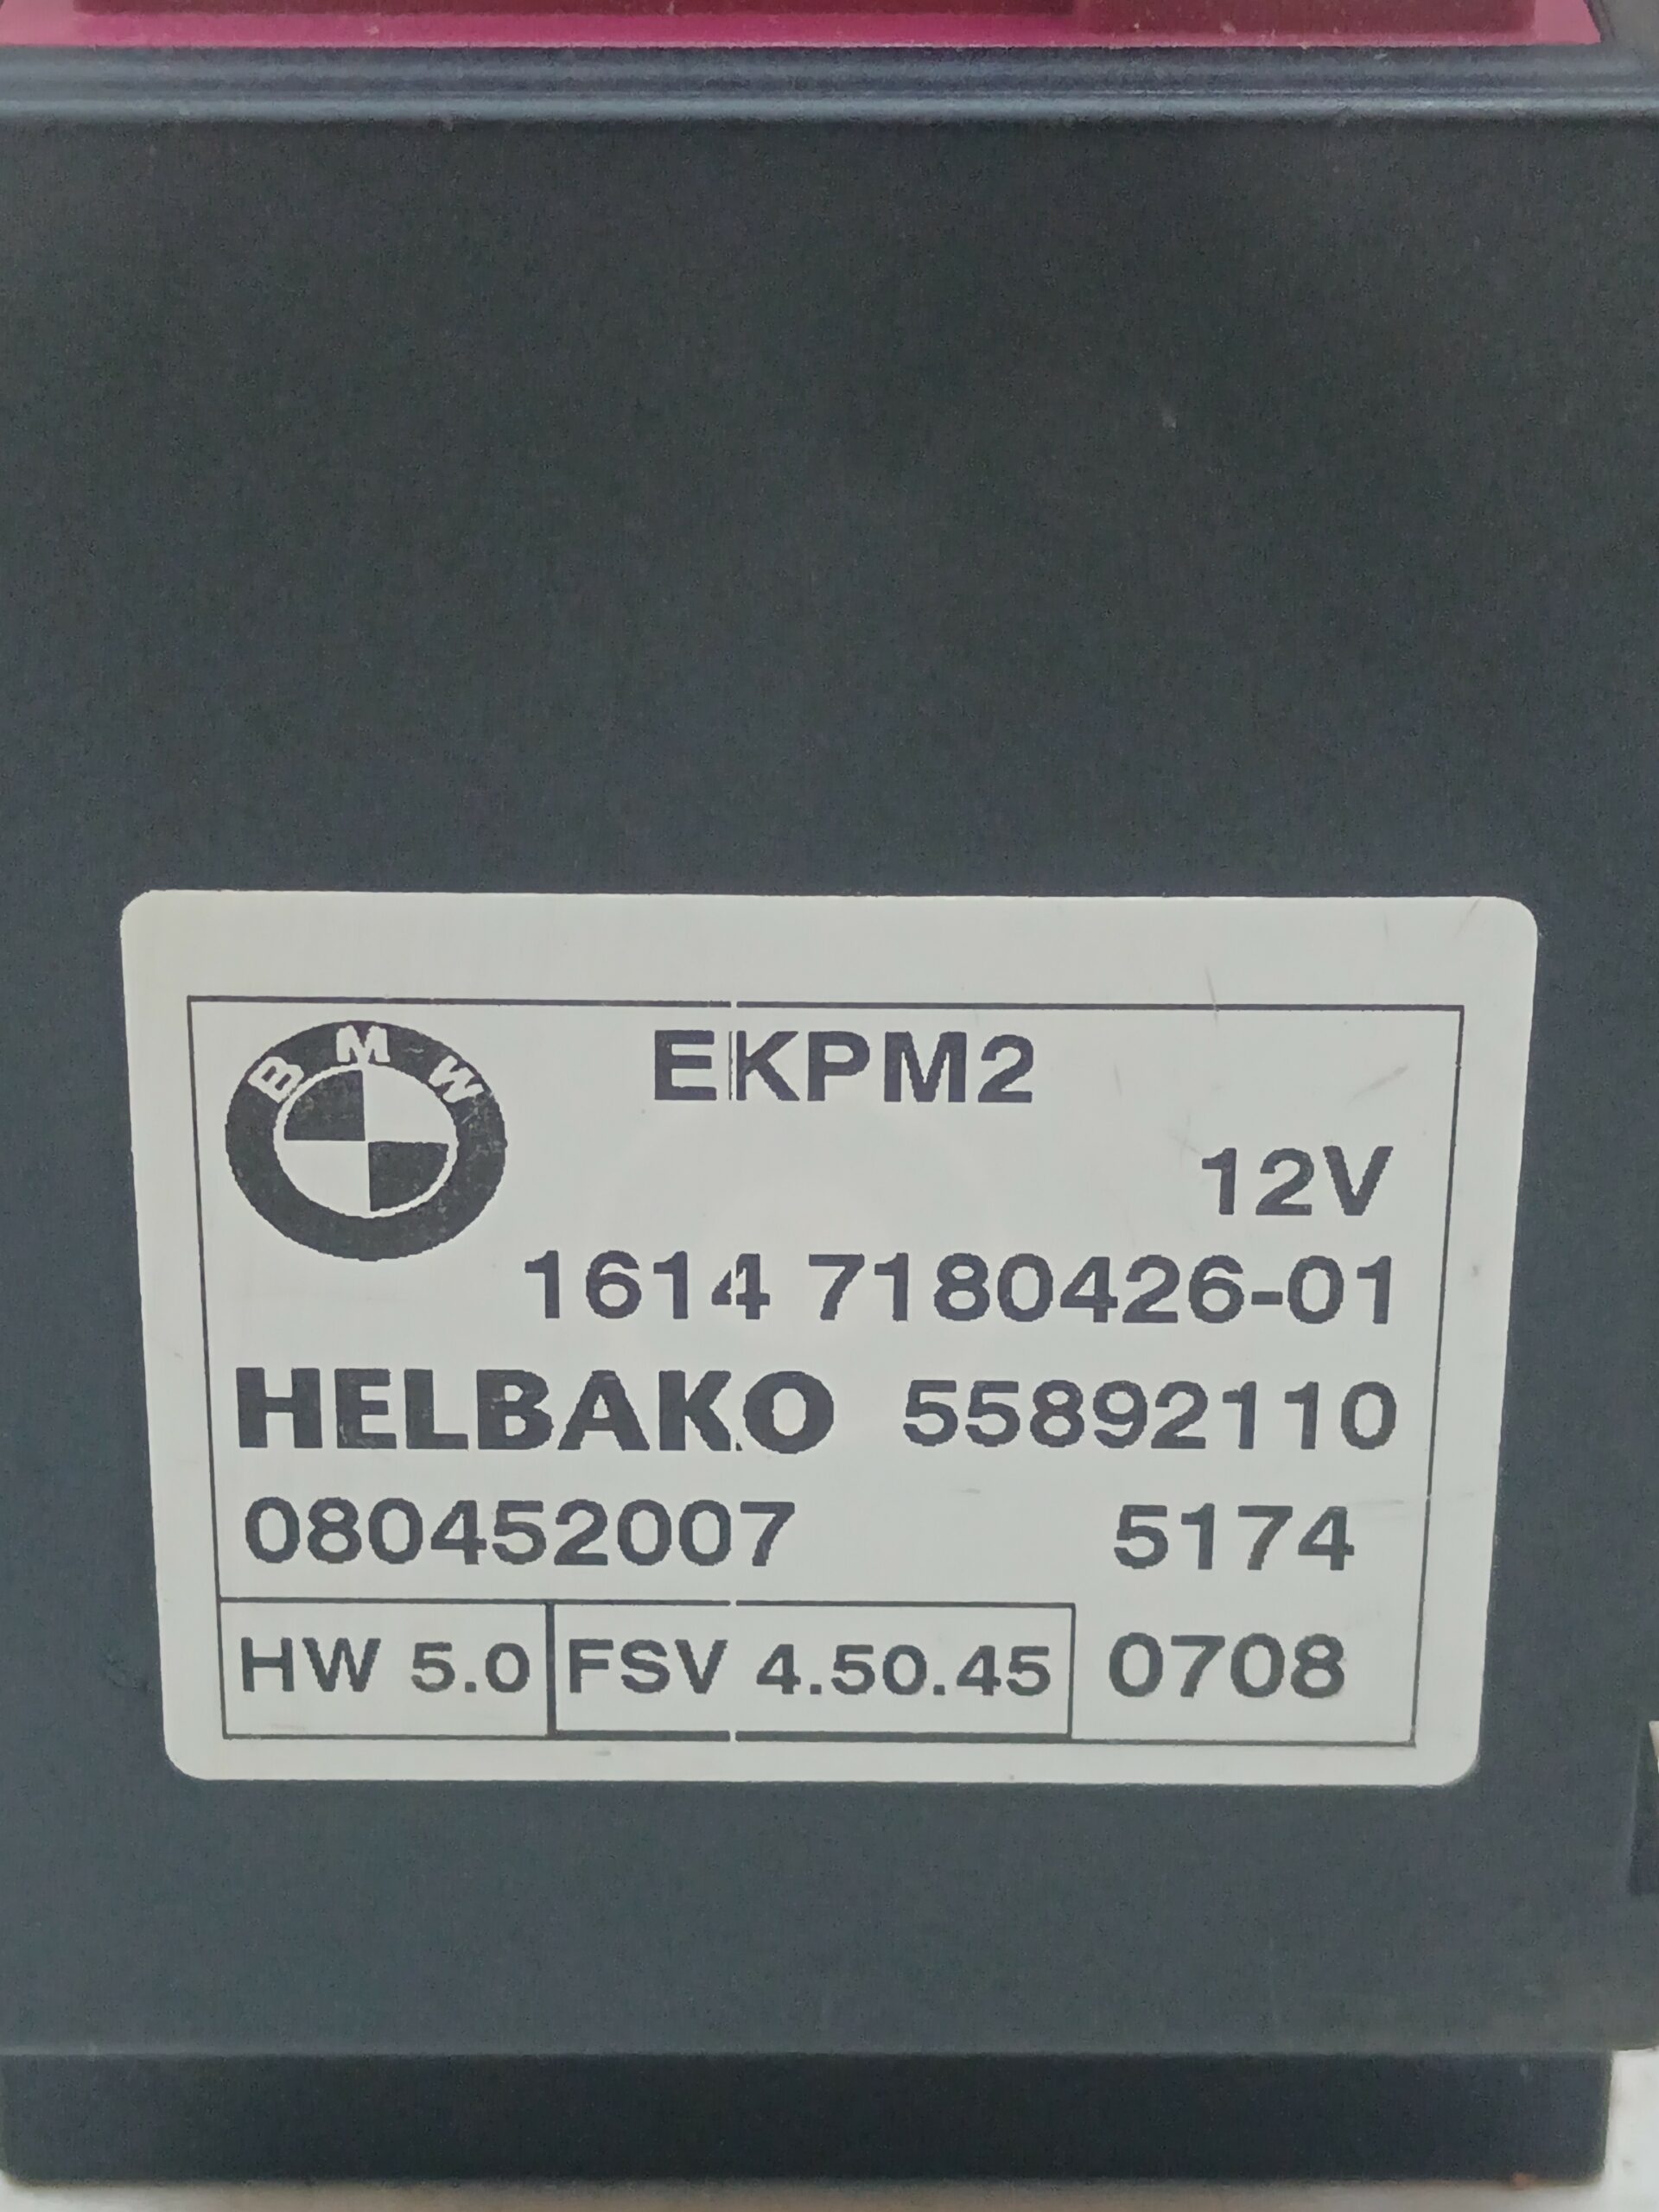 BMW
EKPM2
12V
1614 7180426-01
HELBAKO 55892110
080452007 5174
HW 5.0 FSV 4.50.45 0708